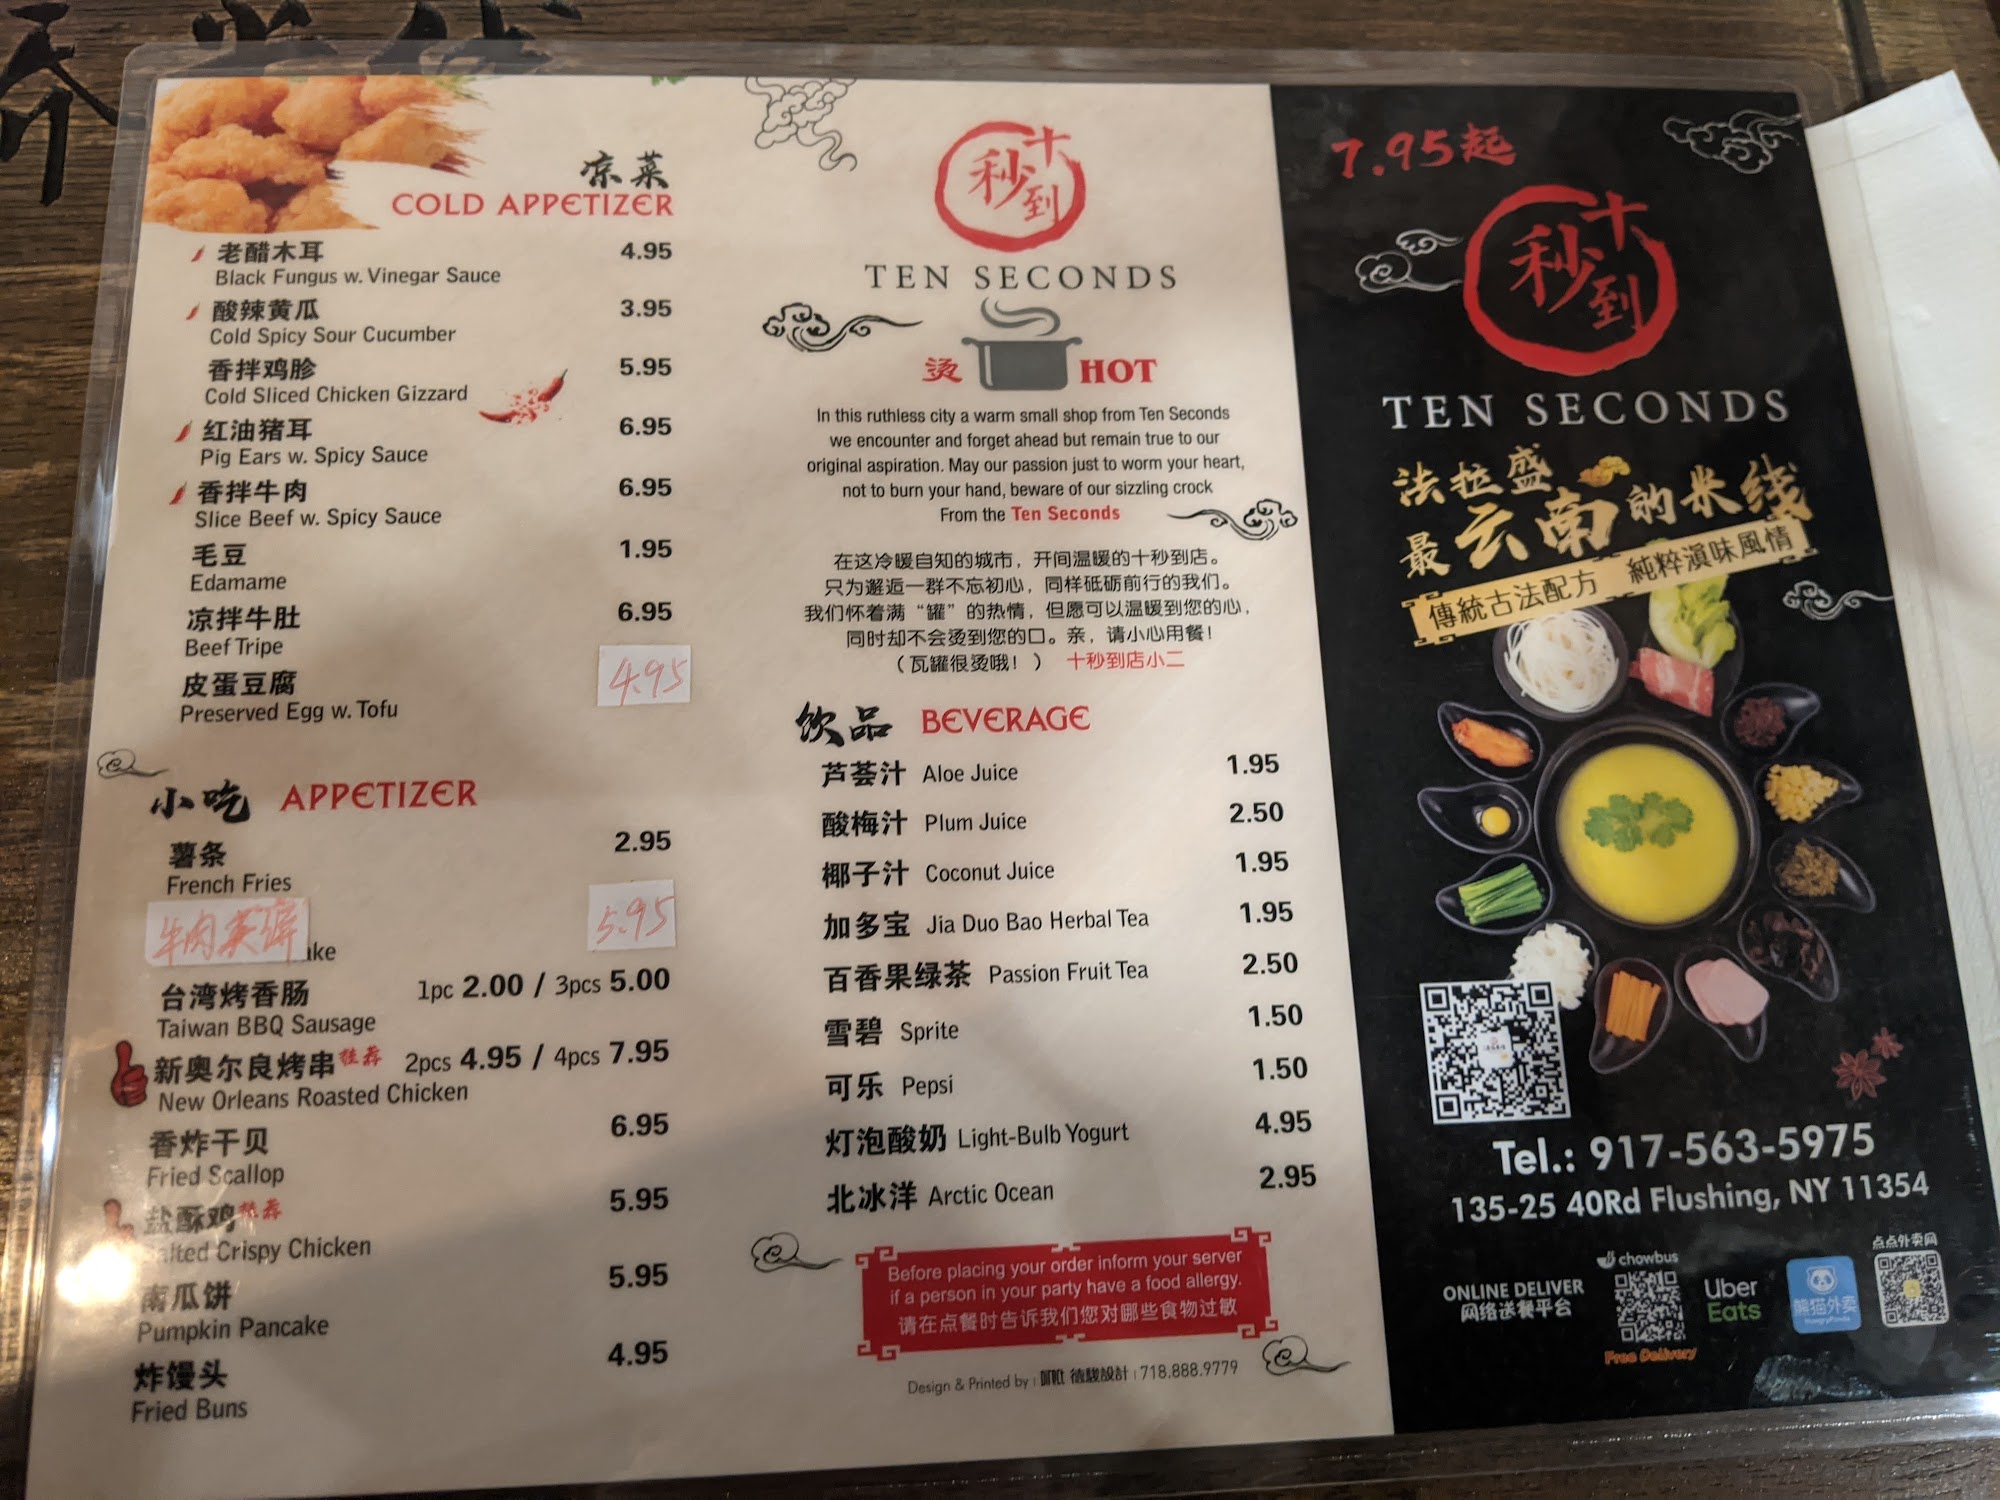 凉菜
COLD APPETIZER
老醋木耳 4.95
Black Fungus w. Vinegar Sauce
酸辣黄瓜 3.95
Cold Spicy Sour Cucumber
香拌鸡胗 5.95
Cold Sliced Chicken Gizzard
红油猪耳 6.95
Pig Ears w. Spicy Sauce
香拌牛肉 6.95
Slice Beef w. Spicy Sauce
毛豆 1.95
Edamame
凉拌牛肚 6.95
Beef Tripe
皮蛋豆腐 4.95
Preserved Egg w. Tofu
小吃 APPETIZER
薯条 2.95
French Fries
牛肉 5.95
ake
台湾烤香肠 1pc 2.00 / 3pcs 5.00
Taiwan BBQ Sausage
新奥尔良烤串 推荐 2pcs 4.95 / 4pcs 7.95
New Orleans Roasted Chicken
香炸干贝 6.95
Fried Scallop
盐酥鸡 推荐 5.95
Salted Crispy Chicken
南瓜饼 5.95
Pumpkin Pancake
炸馒头 4.95
Fried Buns
十秒到
TEN SECONDS
烫 HOT
In this ruthless city a warm small shop from Ten Seconds
we encounter and forget ahead but remain true to our
original aspiration. May our passion just to worm your heart,
not to burn your hand, beware of our sizzling crock
From the Ten Seconds
在这冷暖自知的城市，开间温暖的十秒到店。
只为邂逅一群不忘初心，同样砥砺前行的我们。
我们怀着满“罐”的热情，但愿可以温暖到您的心，
同时却不会烫到您的口。亲，请小心用餐！
（瓦罐很烫哦！） 十秒到店小二
饮品 BEVERAGE
芦荟汁 Aloe Juice 1.95
酸梅汁 Plum Juice 2.50
椰子汁 Coconut Juice 1.95
加多宝 Jia Duo Bao Herbal Tea 1.95
百香果绿茶 Passion Fruit Tea 2.50
雪碧 Sprite 1.50
可乐 Pepsi 1.50
灯泡酸奶 Light-Bulb Yogurt 4.95
北冰洋 Arctic Ocean 2.95
Before placing your order inform your server
if a person in your party have a food allergy.
请在点餐时告诉我们您对哪些食物过敏
Design & Printed by 德駿設計 718.888.9779
7.95起
十秒到
TEN SECONDS
法拉盛
最云南的米线
傳統古法配方 純粹滇味風情
Tel.: 917-563-5975
135-25 40Rd Flushing, NY 11354
ONLINE DELIVER
网络送餐平台
chowbus
Free Delivery
Uber
Eats
熊猫外卖
HungryPanda
点点外卖网